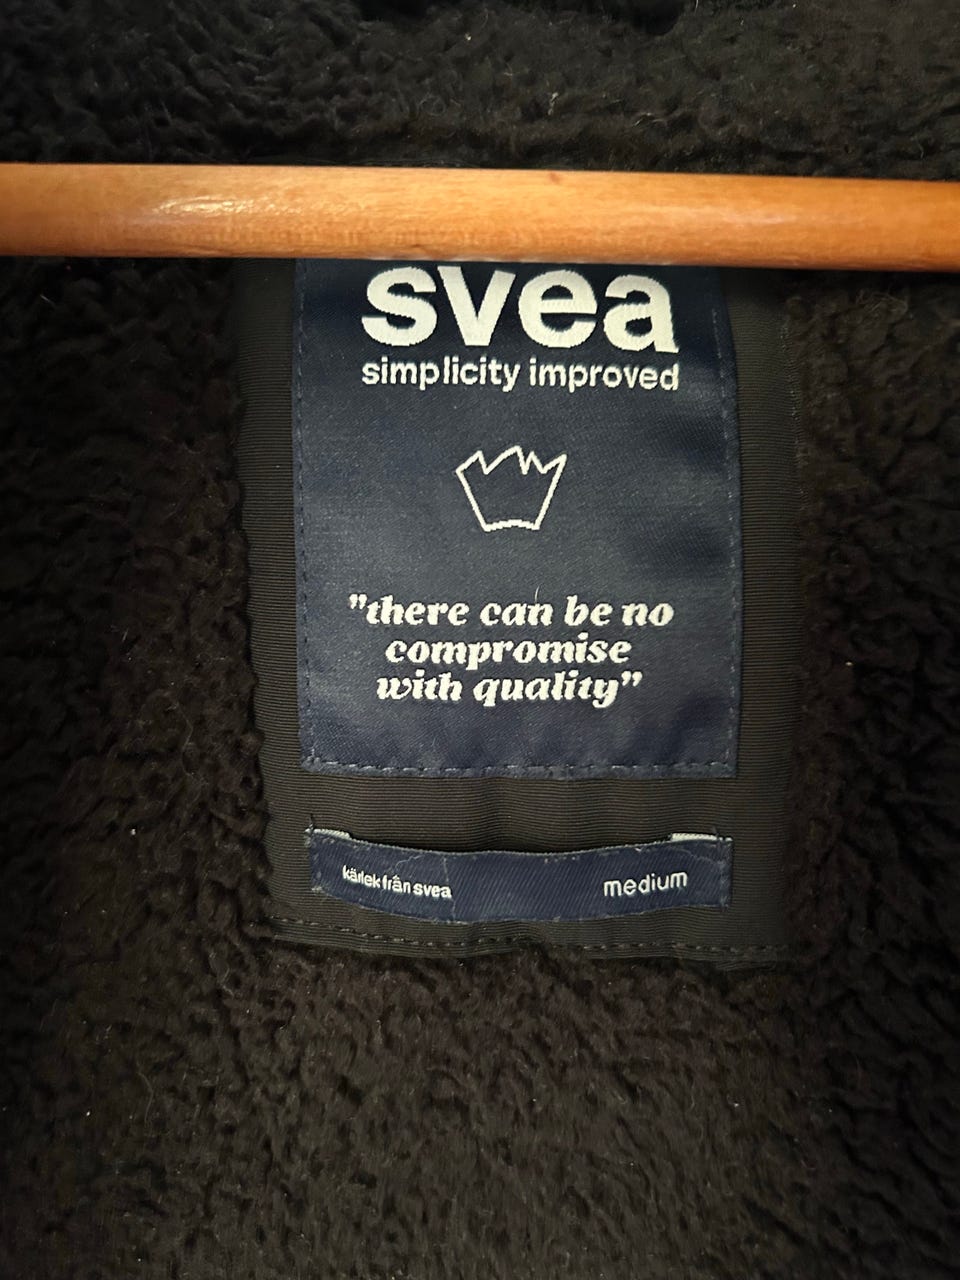 svea
simplicity improved
"there can be no
compromise
with quality"
kärlek från svea
medium